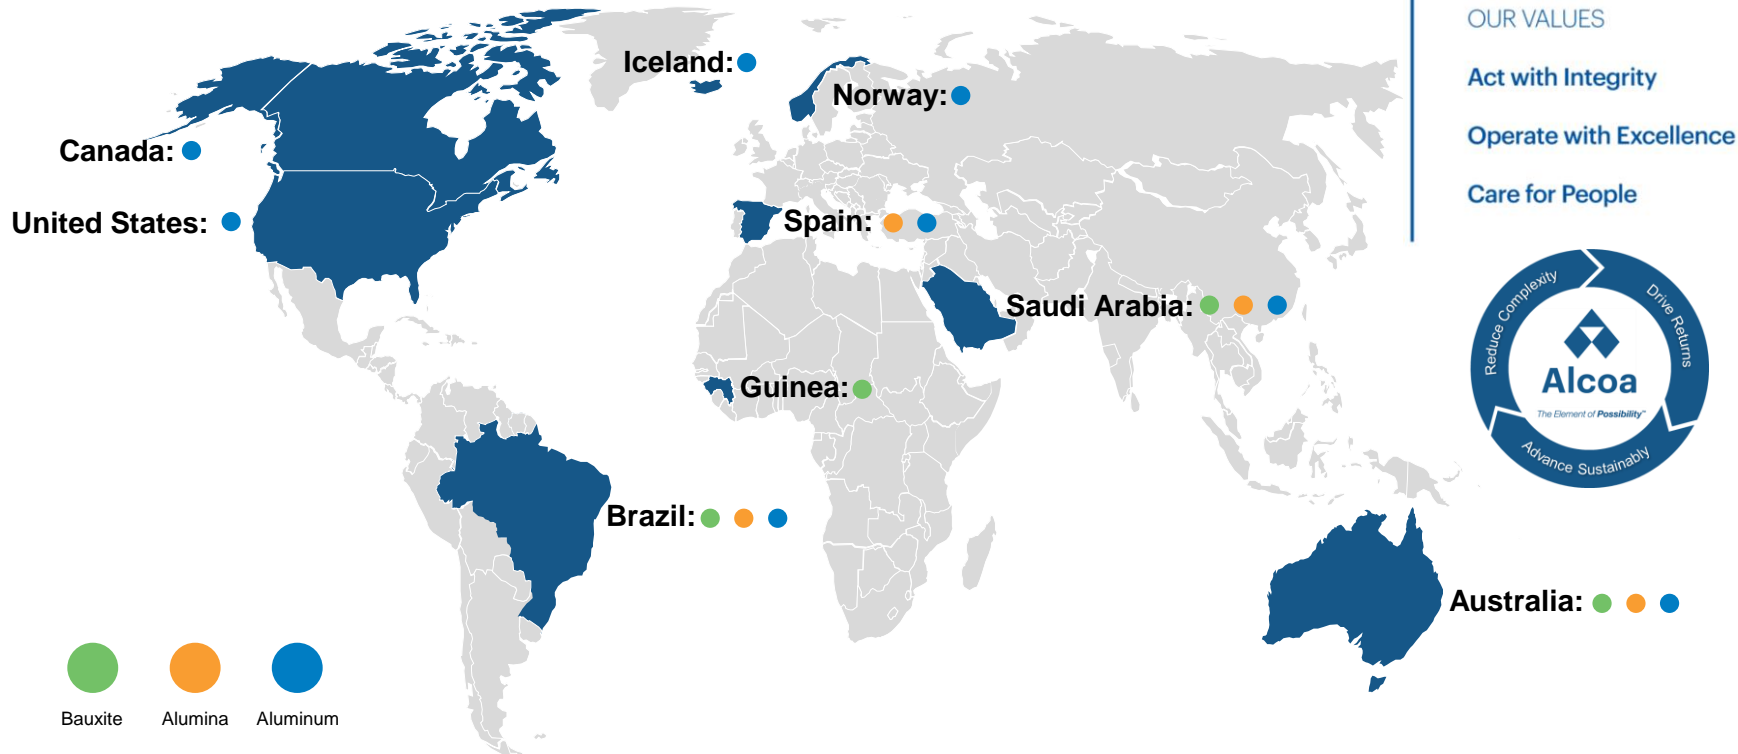 OUR VALUES
Act with Integrity
Operate with Excellence
Care for People
Iceland:
Norway:
Canada:
United States:
Spain:
Saudi Arabia:
Guinea:
Brazil:
Australia:
Reduce Complexity
Drive Returns
Advance Sustainably
Alcoa
The Element of Possibility™
Bauxite
Alumina
Aluminum